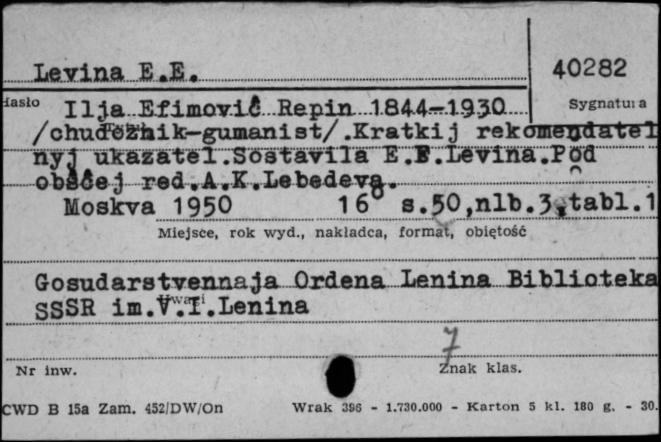 Levina E.E.
40282
Hasło
Sygnatura
Ilja Efimovič Repin 1844-1930
/chudožnik-gumanist/.Kratkij rekomendatel
nyj ukazatel.Sostavila E.E.Levina.Pod
obščej red.A.K.Lebedeva.
Moskva 1950 16° s.50,nlb.3,tabl.1
Miejsce, rok wyd., nakładca, format, objętość
Gosudarstvennaja Ordena Lenina Biblioteka
SSSR im.V.I.Lenina
Uwagi
7
Nr inw.
Znak klas.
CWD B 15a Zam. 452/DW/On
Wrak 396 - 1.730.000 - Karton 5 kl. 180 g. - 30.